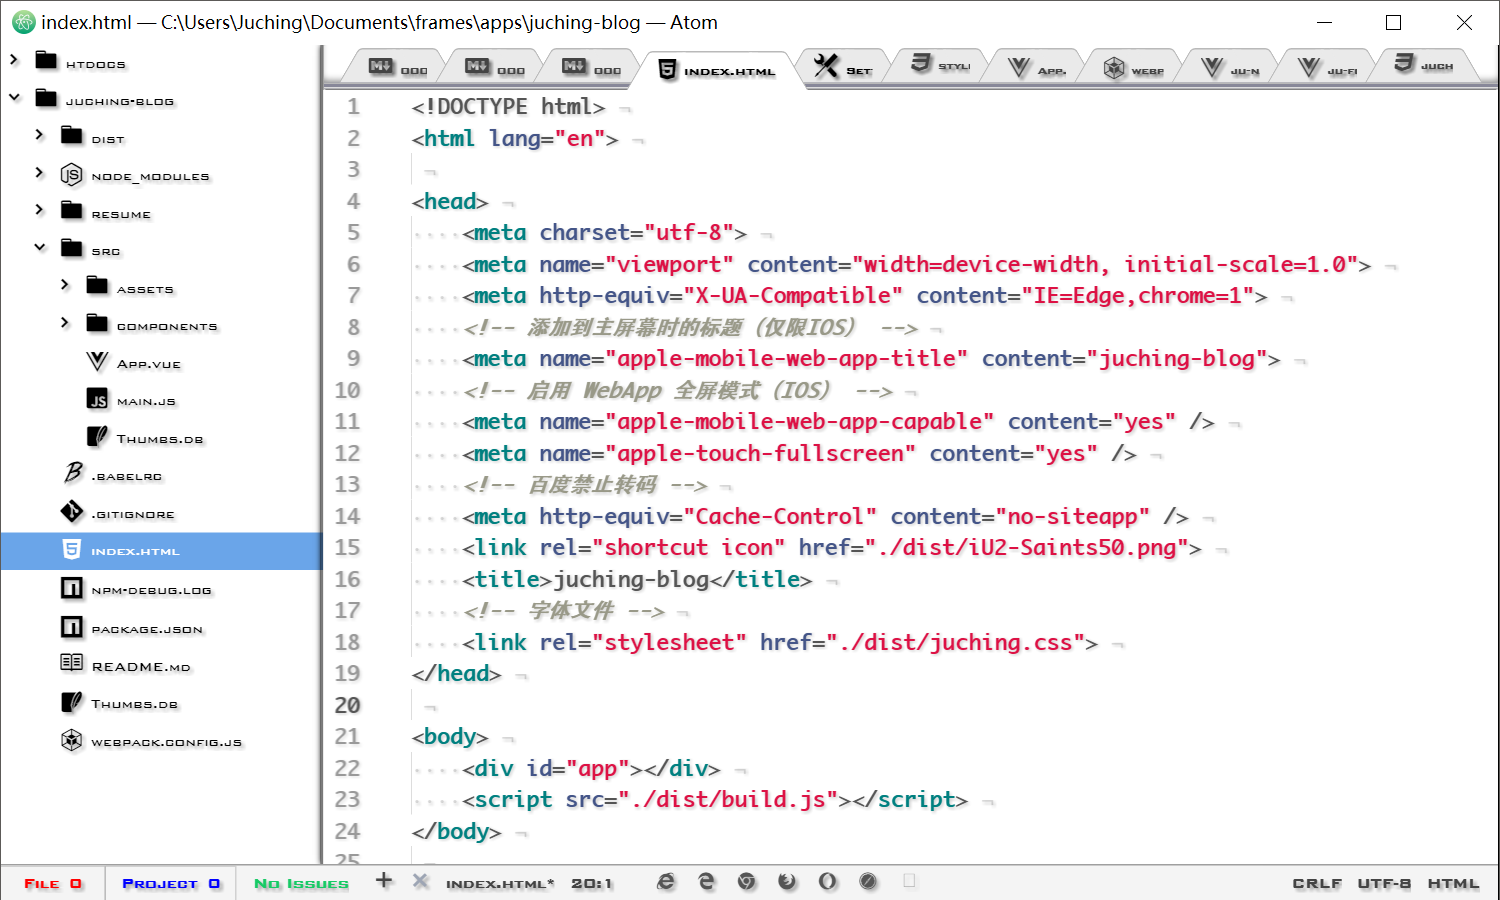 index.html — C:\Users\Juching\Documents\frames\apps\juching-blog — Atom
HTDOCS
JUCHING-BLOG
DIST
NODE_MODULES
RESUME
SRC
ASSETS
COMPONENTS
APP.VUE
MAIN.JS
THUMBS.DB
.BABELRC
.GITIGNORE
INDEX.HTML
NPM-DEBUG.LOG
PACKAGE.JSON
README.MD
THUMBS.DB
WEBPACK.CONFIG.JS
000 000 000 INDEX.HTML SET STYLI APP. WEBP JU-N JU-FI JUCH
1 <!DOCTYPE html>
2 <html lang="en">
3
4 <head>
5 <meta charset="utf-8">
6 <meta name="viewport" content="width=device-width, initial-scale=1.0">
7 <meta http-equiv="X-UA-Compatible" content="IE=Edge,chrome=1">
8 <!-- 添加到主屏幕时的标题（仅限IOS） -->
9 <meta name="apple-mobile-web-app-title" content="juching-blog">
10 <!-- 启用 WebApp 全屏模式（IOS） -->
11 <meta name="apple-mobile-web-app-capable" content="yes" />
12 <meta name="apple-touch-fullscreen" content="yes" />
13 <!-- 百度禁止转码 -->
14 <meta http-equiv="Cache-Control" content="no-siteapp" />
15 <link rel="shortcut icon" href="./dist/iU2-Saints50.png">
16 <title>juching-blog</title>
17 <!-- 字体文件 -->
18 <link rel="stylesheet" href="./dist/juching.css">
19 </head>
20
21 <body>
22 <div id="app"></div>
23 <script src="./dist/build.js"></script>
24 </body>
25
FILE 0 PROJECT 0 NO ISSUES INDEX.HTML* 20:1 CRLF UTF-8 HTML